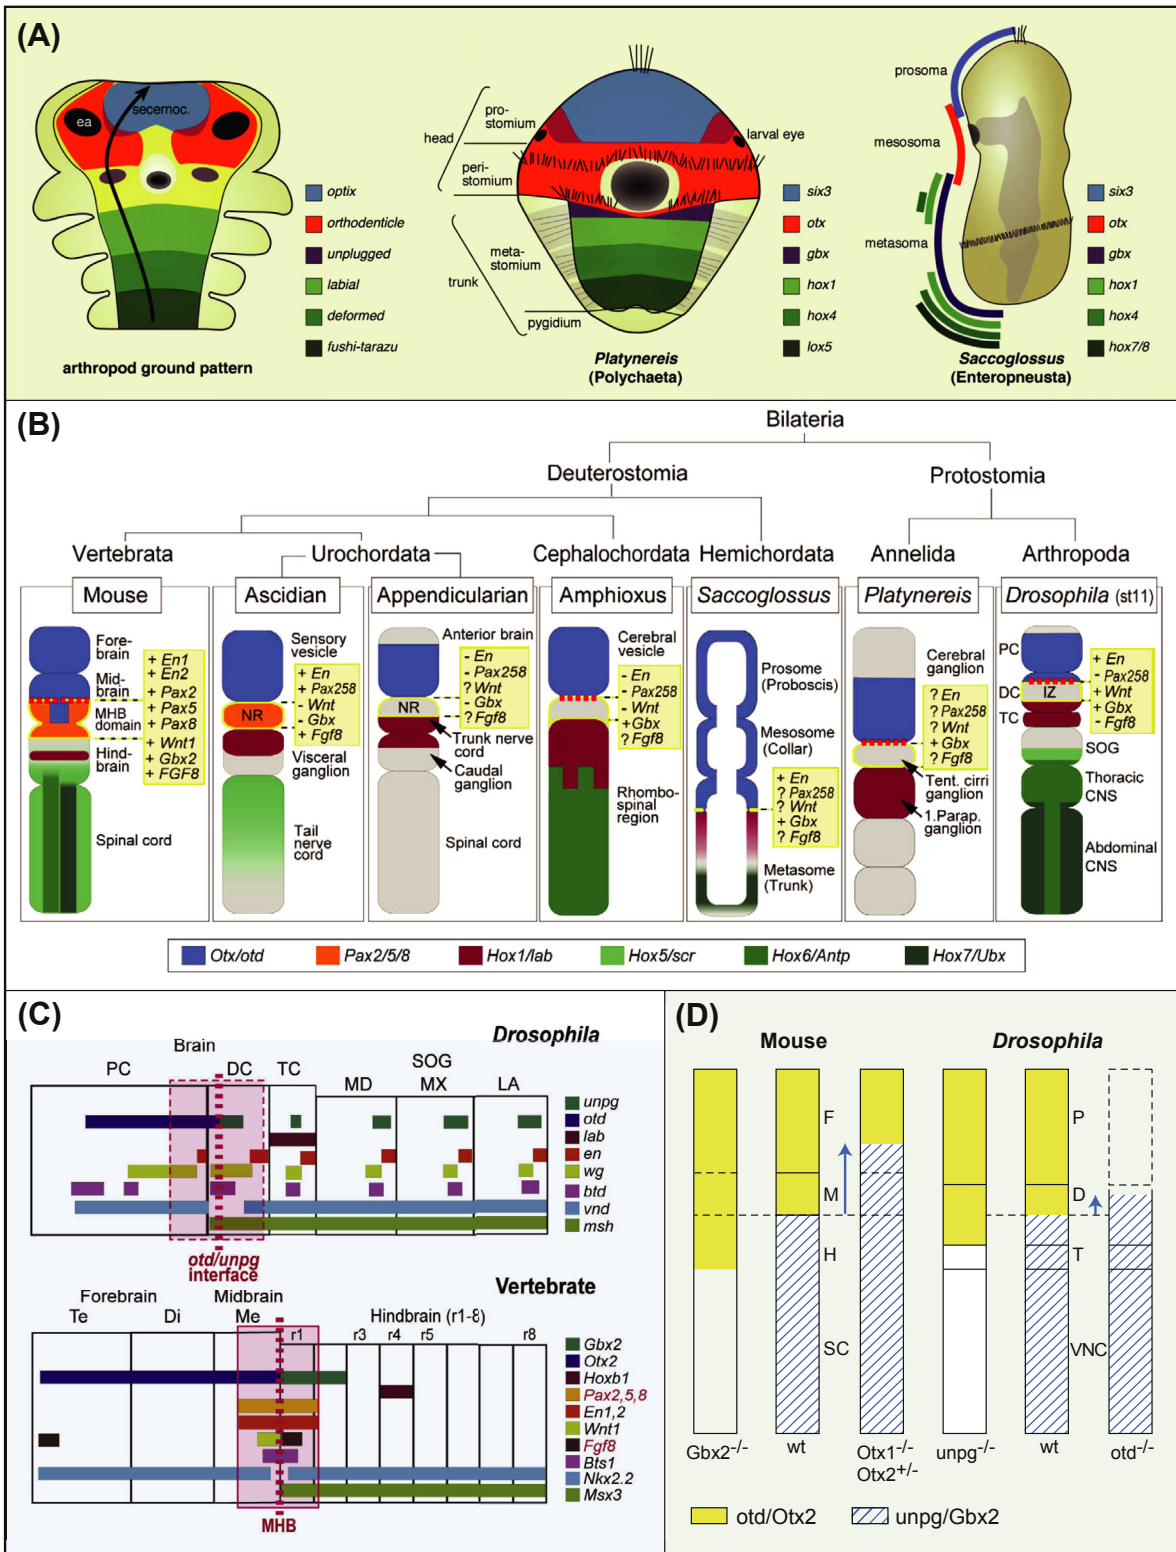 (A)
secernoc.
ea
optix
orthodenticle
unplugged
labial
deformed
fushi-tarazu
arthropod ground pattern
head
pro-
stomium
peri-
stomium
larval eye
trunk
meta-
stomium
pygidium
six3
otx
gbx
hox1
hox4
lox5
Platynereis
(Polychaeta)
prosoma
mesosoma
metasoma
six3
otx
gbx
hox1
hox4
hox7/8
Saccoglossus
(Enteropneusta)
(B)
Bilateria
Deuterostomia
Protostomia
Vertebrata
Urochordata
Cephalochordata
Hemichordata
Annelida
Arthropoda
Mouse
Ascidian
Appendicularian
Amphioxus
Saccoglossus
Platynereis
Drosophila (st11)
Fore-
brain
Mid-
brain
MHB
domain
Hind-
brain
Spinal cord
+ En1
+ En2
+ Pax2
+ Pax5
+ Pax8
+ Wnt1
+ Gbx2
+ FGF8
Sensory
vesicle
NR
+ En
+ Pax258
- Wnt
- Gbx
+ Fgf8
Visceral
ganglion
Tail
nerve
cord
Anterior brain
NR
- En
- Pax258
? Wnt
- Gbx
? Fgf8
Trunk nerve
cord
Caudal
ganglion
Spinal cord
Cerebral
vesicle
- En
- Pax258
- Wnt
+ Gbx
? Fgf8
Rhombo-
spinal
region
Prosome
(Proboscis)
Mesosome
(Collar)
+ En
? Pax258
? Wnt
+ Gbx
? Fgf8
Metasome
(Trunk)
Cerebral
ganglion
? En
? Pax258
? Wnt
+ Gbx
? Fgf8
Tent. cirri
ganglion
1.Parap.
ganglion
PC
DC
IZ
TC
+ En
- Pax258
+ Wnt
+ Gbx
- Fgf8
SOG
Thoracic
CNS
Abdominal
CNS
Otx/otd
Pax2/5/8
Hox1/lab
Hox5/scr
Hox6/Antp
Hox7/Ubx
(C)
Drosophila
Brain
PC
DC
TC
SOG
MD
MX
LA
unpg
otd
lab
en
wg
btd
vnd
msh
otd/unpg
interface
Vertebrate
Forebrain
Midbrain
Te
Di
Me
Hindbrain (r1-8)
r1
r3
r4
r5
r8
Gbx2
Otx2
Hoxb1
Pax2,5,8
En1,2
Wnt1
Fgf8
Bts1
Nkx2.2
Msx3
MHB
(D)
Mouse
Drosophila
F
M
H
SC
P
D
T
VNC
Gbx2-/-
wt
Otx1-/-
Otx2+/-
unpg-/-
wt
otd-/-
otd/Otx2
unpg/Gbx2